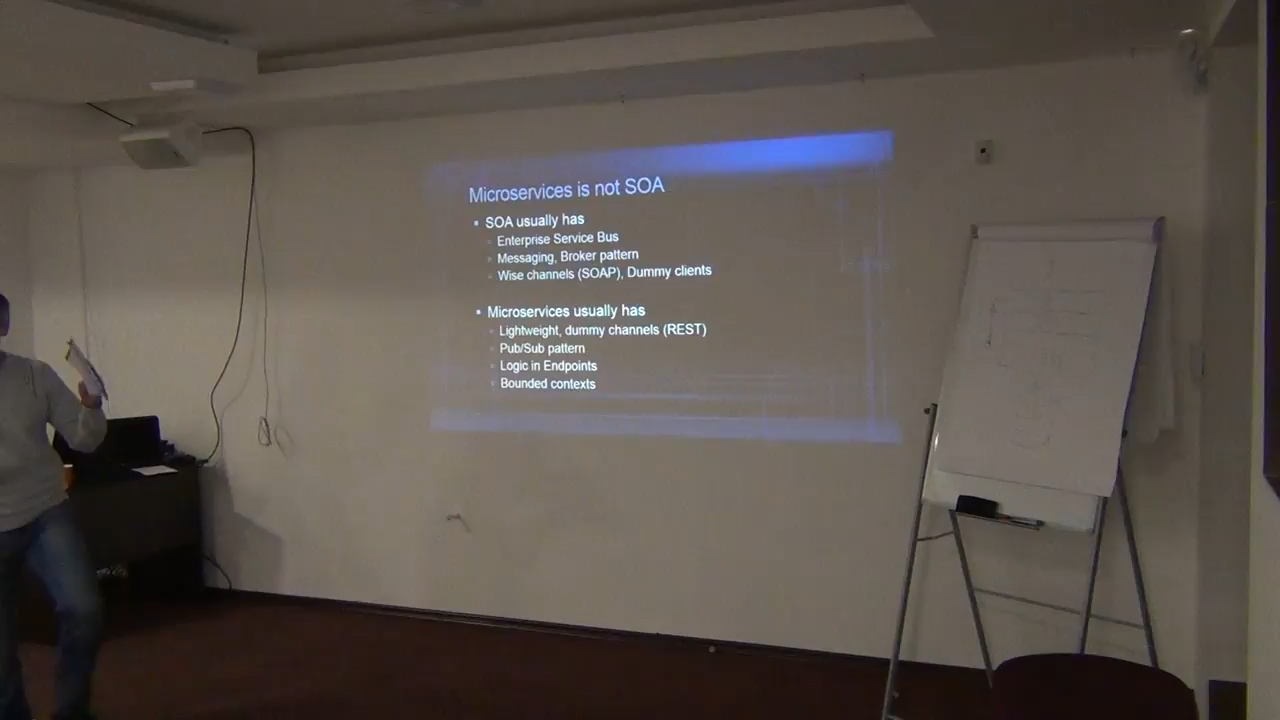 Microservices is not SOA
SOA usually has
Enterprise Service Bus
Messaging, Broker pattern
Wise channels (SOAP), Dummy clients
Microservices usually has
Lightweight, dummy channels (REST)
Pub/Sub pattern
Logic in Endpoints
Bounded contexts